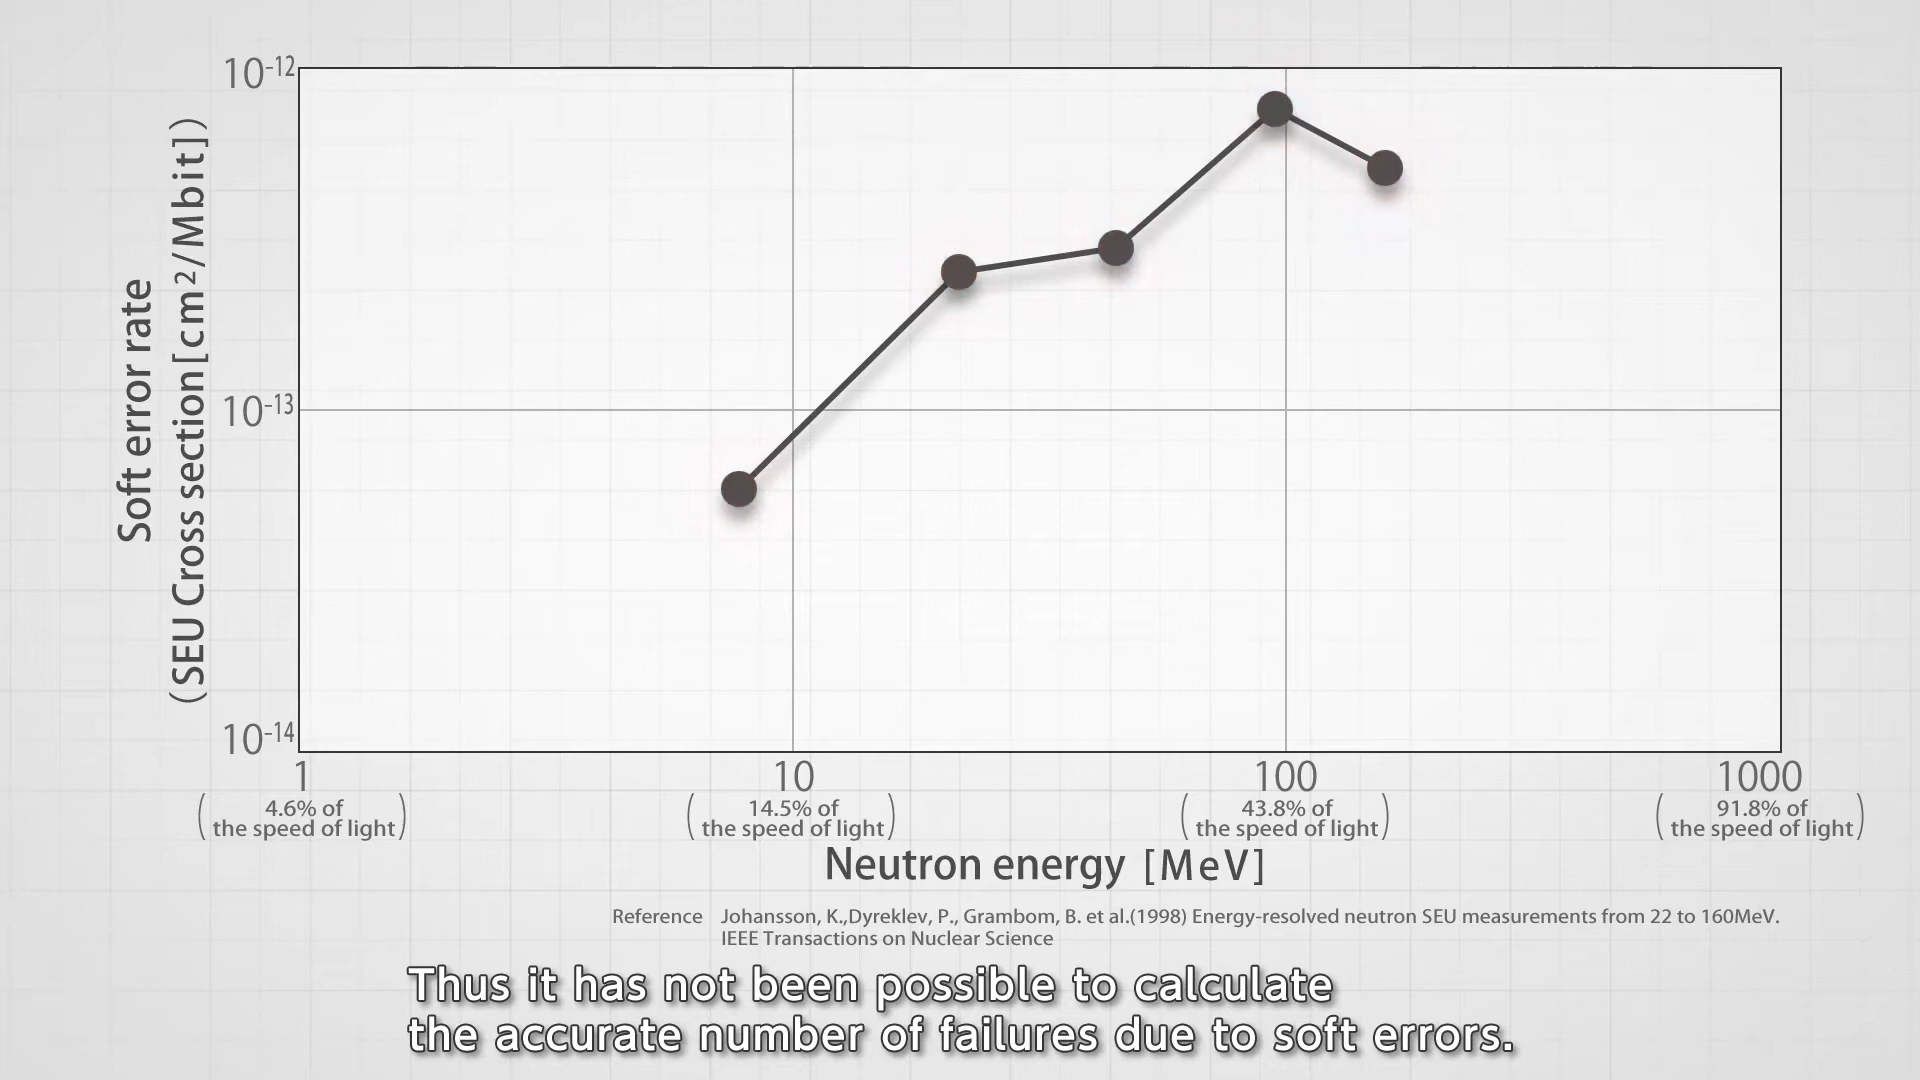 10-12
10-13
10-14
Soft error rate
(SEU Cross section[cm2/Mbit])
1
10
100
1000
(4.6% of
the speed of light)
(14.5% of
the speed of light)
(43.8% of
the speed of light)
(91.8% of
the speed of light)
Neutron energy [MeV]
Reference Johansson, K.,Dyreklev, P., Grambom, B. et al.(1998) Energy-resolved neutron SEU measurements from 22 to 160MeV.
IEEE Transactions on Nuclear Science
Thus it has not been possible to calculate
the accurate number of failures due to soft errors.